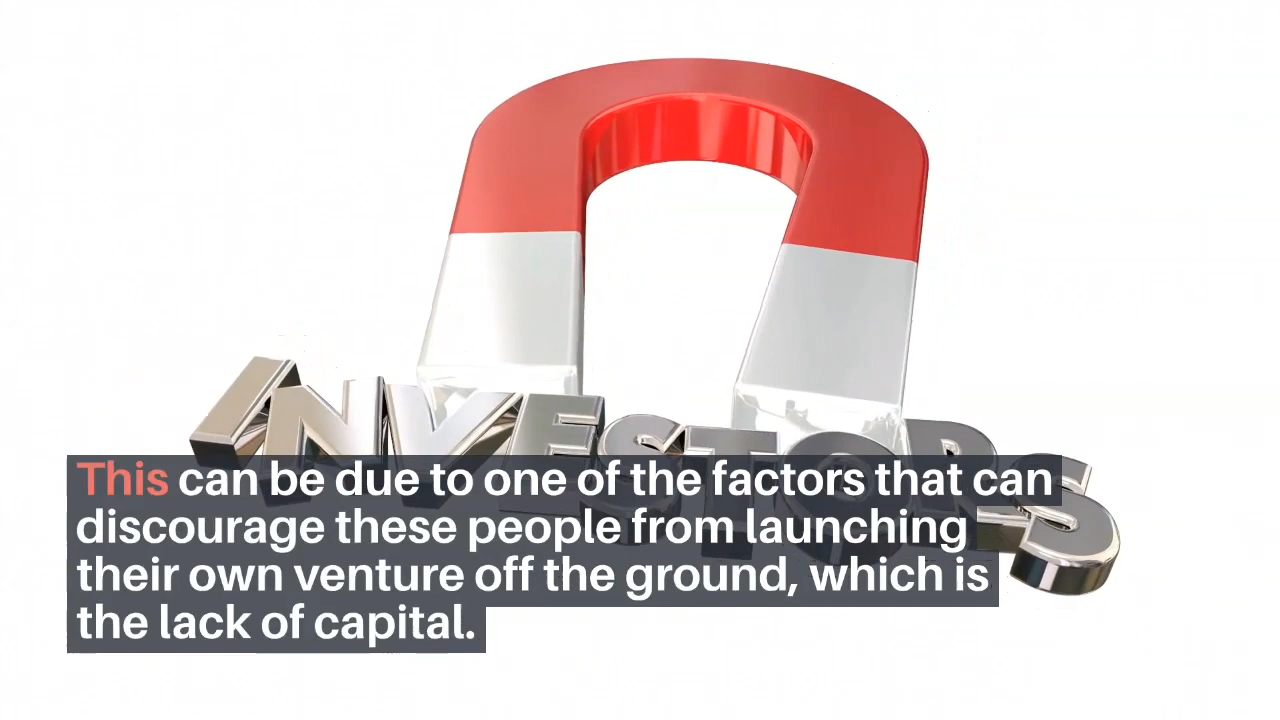 INVESTORS
This can be due to one of the factors that can
discourage these people from launching
their own venture off the ground, which is
the lack of capital.